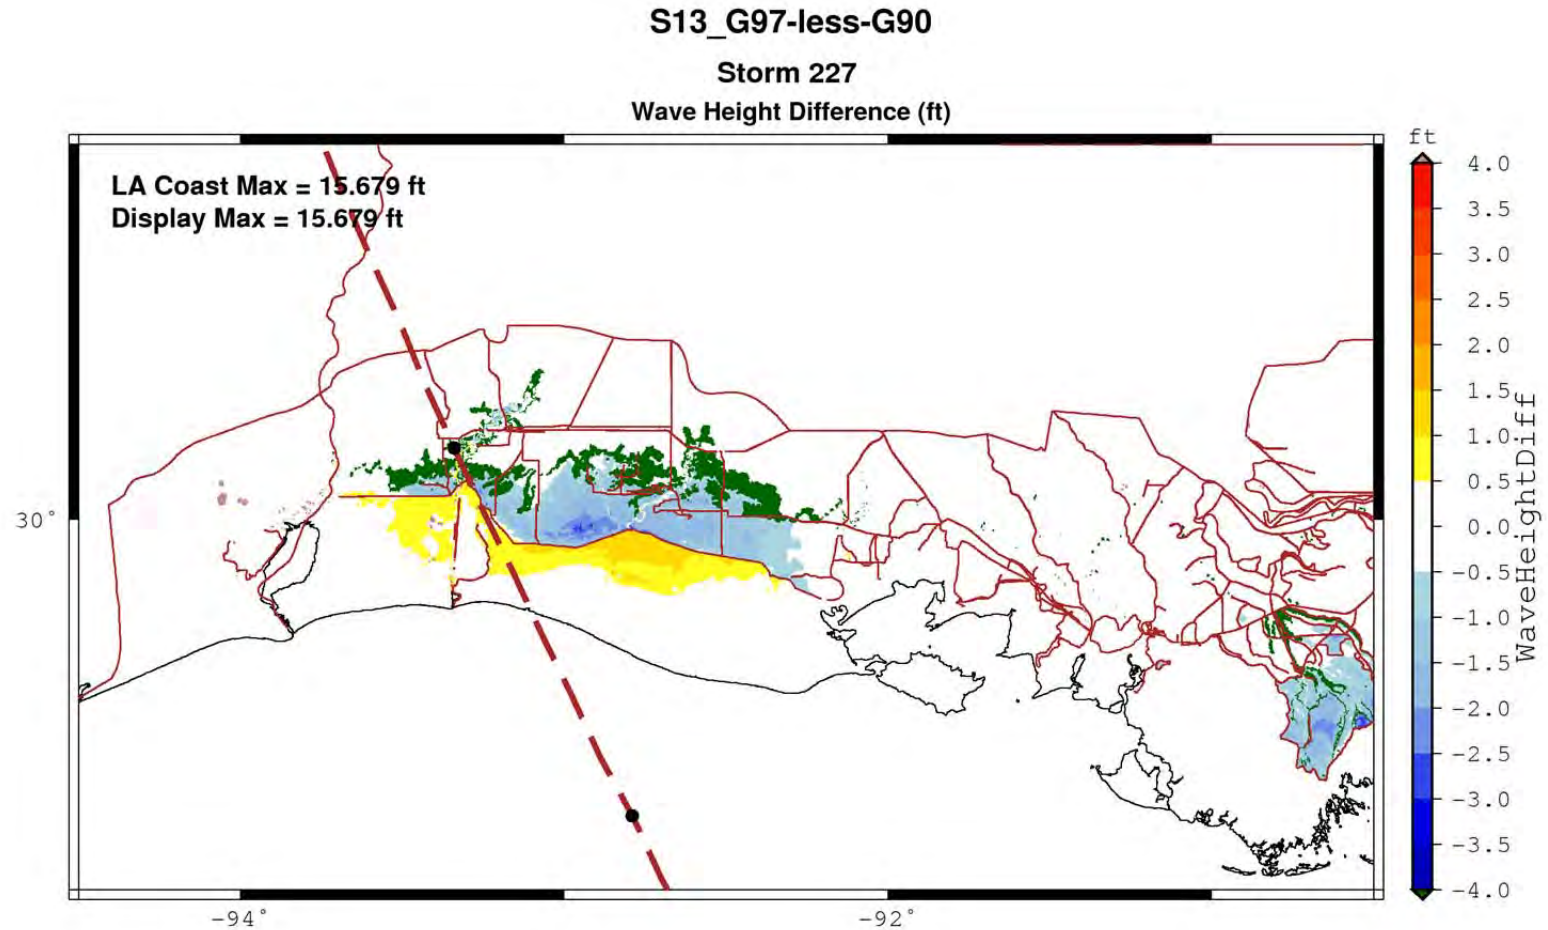 S13_G97-less-G90
Storm 227
Wave Height Difference (ft)
LA Coast Max = 15.679 ft
Display Max = 15.679 ft
30°
-94°
-92°
ft
4.0
3.5
3.0
2.5
2.0
1.5
1.0
0.5
0.0
-0.5
-1.0
-1.5
-2.0
-2.5
-3.0
-3.5
-4.0
WaveHeightDiff